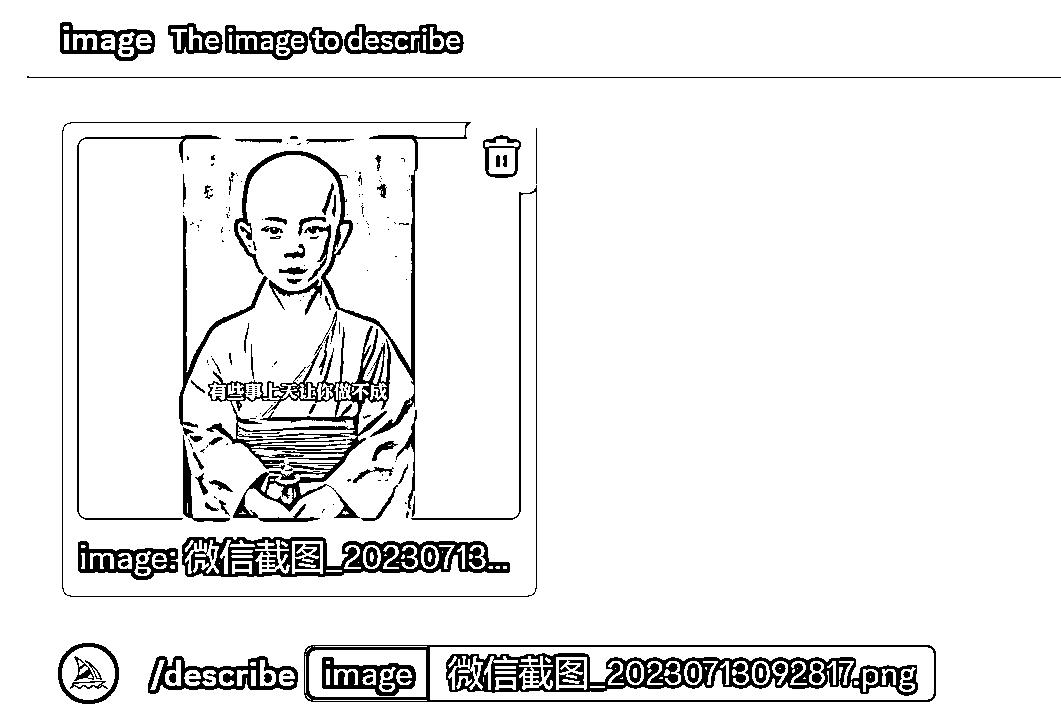 image The image to describe
有些事上天让你做不成
image: 微信截图_20230713...
/describe image 微信截图_20230713092817.png